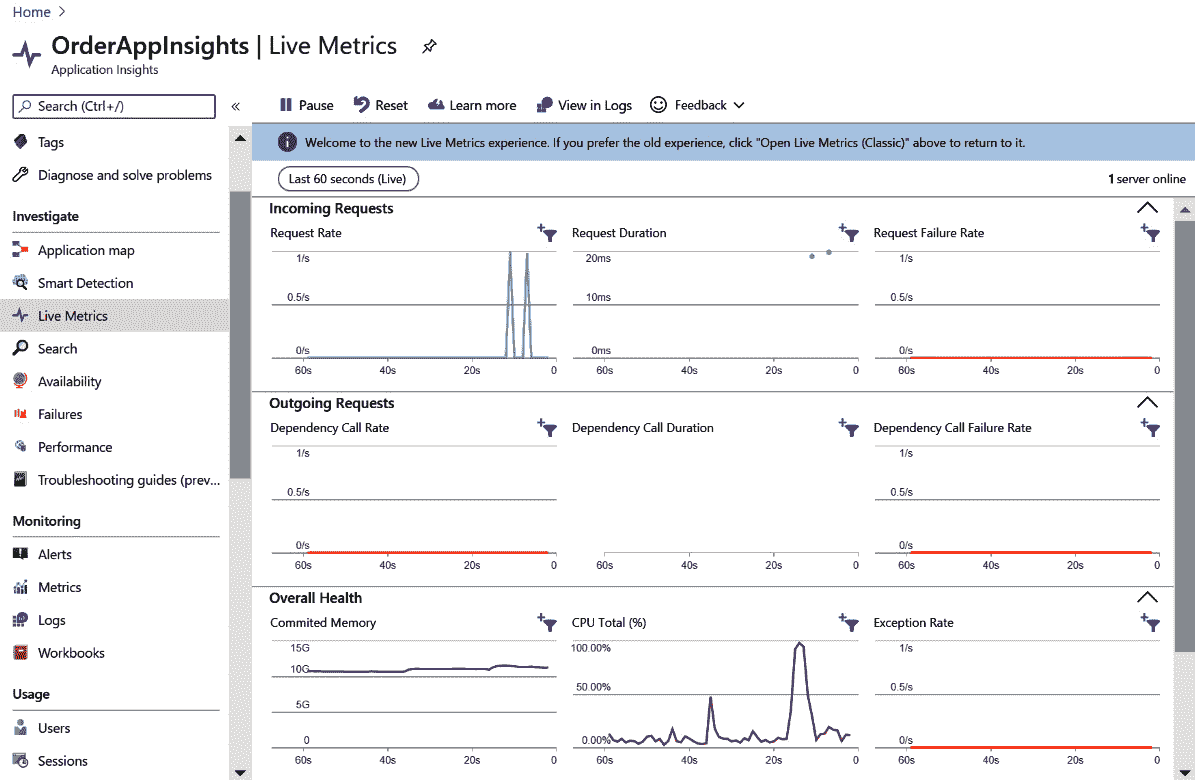 Home >
OrderAppInsights | Live Metrics
Application Insights
Search (Ctrl+/)
«
Tags
Diagnose and solve problems
Investigate
Application map
Smart Detection
Live Metrics
Search
Availability
Failures
Performance
Troubleshooting guides (prev...
Monitoring
Alerts
Metrics
Logs
Workbooks
Usage
Users
Sessions
Pause Reset Learn more View in Logs Feedback
Welcome to the new Live Metrics experience. If you prefer the old experience, click "Open Live Metrics (Classic)" above to return to it.
Last 60 seconds (Live)
1 server online
Incoming Requests
Request Rate
1/s
0.5/s
0/s
60s 40s 20s 0
Request Duration
20ms
10ms
0ms
60s 40s 20s 0
Request Failure Rate
1/s
0.5/s
0/s
60s 40s 20s 0
Outgoing Requests
Dependency Call Rate
1/s
0.5/s
0/s
60s 40s 20s 0
Dependency Call Duration
60s 40s 20s 0
Dependency Call Failure Rate
1/s
0.5/s
0/s
60s 40s 20s 0
Overall Health
Commited Memory
15G
10G
5G
0
60s 40s 20s 0
CPU Total (%)
100.00%
50.00%
0.00%
60s 40s 20s 0
Exception Rate
1/s
0.5/s
0/s
60s 40s 20s 0